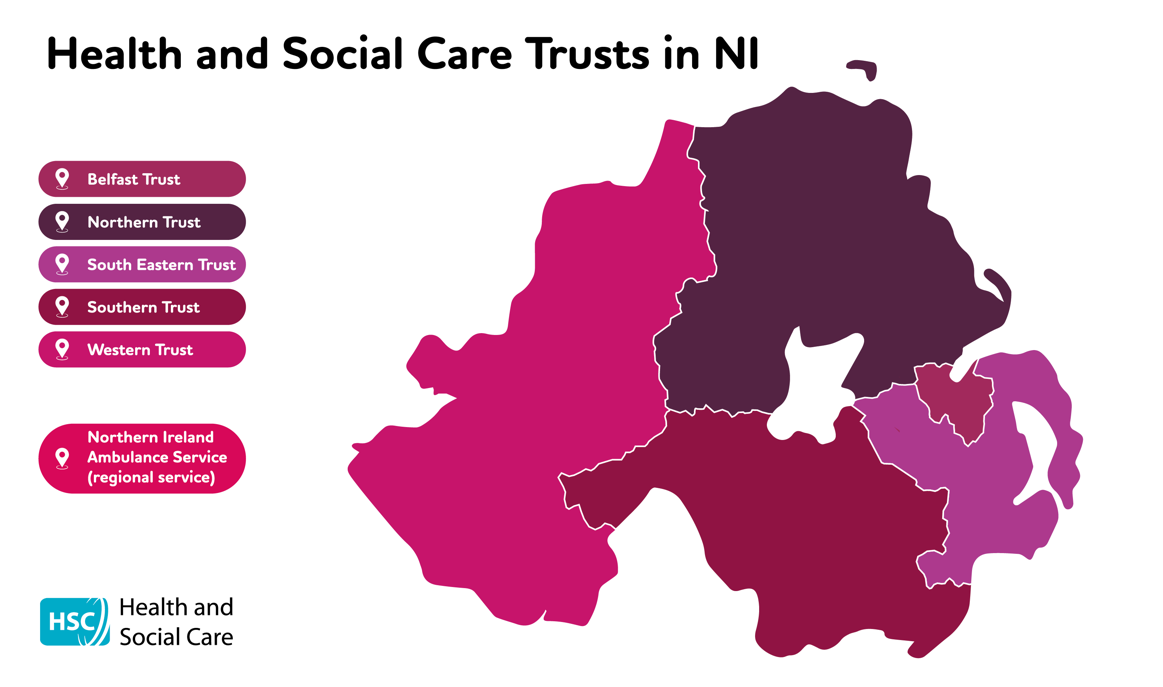 Health and Social Care Trusts in NI
Belfast Trust
Northern Trust
South Eastern Trust
Southern Trust
Western Trust
Northern Ireland
Ambulance Service
(regional service)
HSC
Health and
Social Care